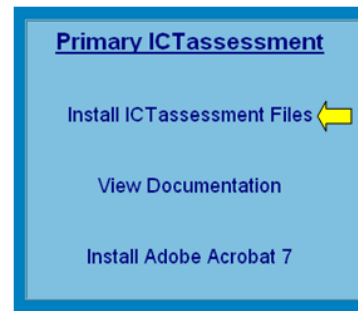 Primary ICTassessment
Install ICTassessment Files
View Documentation
Install Adobe Acrobat 7